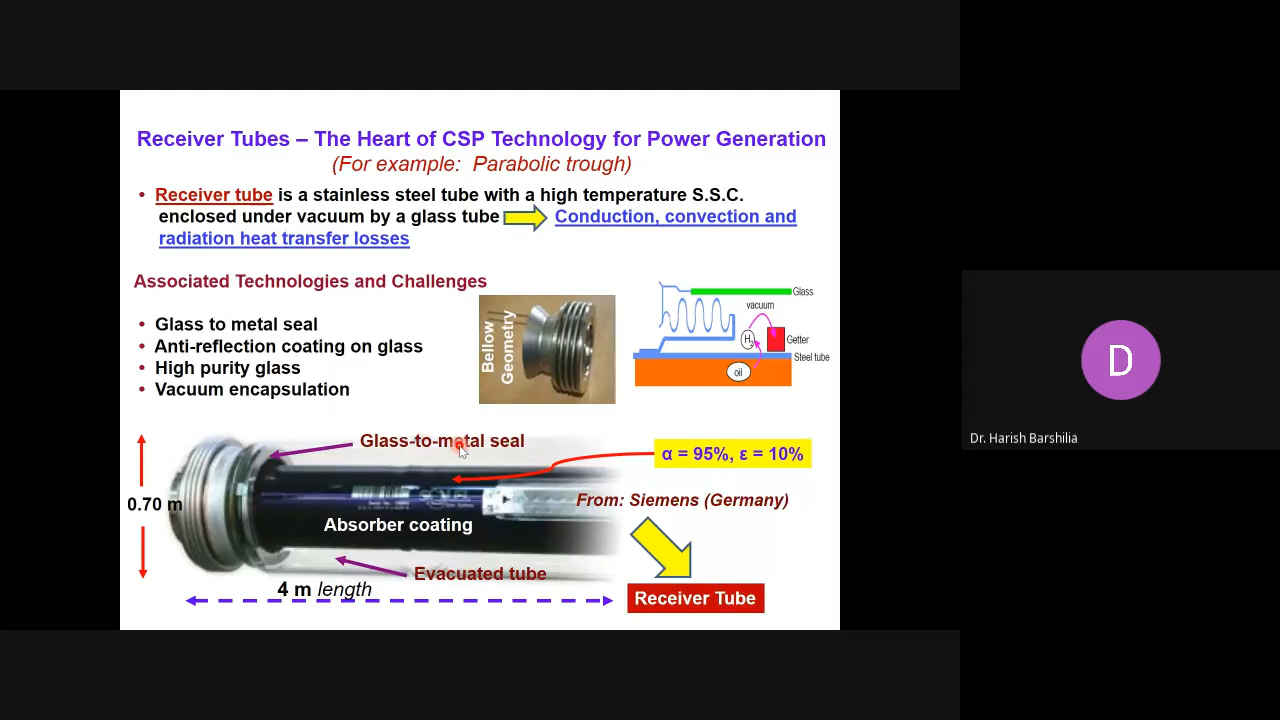 Receiver Tubes – The Heart of CSP Technology for Power Generation
(For example: Parabolic trough)
• Receiver tube is a stainless steel tube with a high temperature S.S.C.
enclosed under vacuum by a glass tube Conduction, convection and
radiation heat transfer losses
Associated Technologies and Challenges
• Glass to metal seal
• Anti-reflection coating on glass
• High purity glass
• Vacuum encapsulation
Bellow
Geometry
Glass
vacuum
H2
Getter
Steel tube
oil
Glass-to-metal seal
α = 95%, ε = 10%
0.70 m
From: Siemens (Germany)
Absorber coating
Evacuated tube
4 m length
Receiver Tube
D
Dr. Harish Barshilia